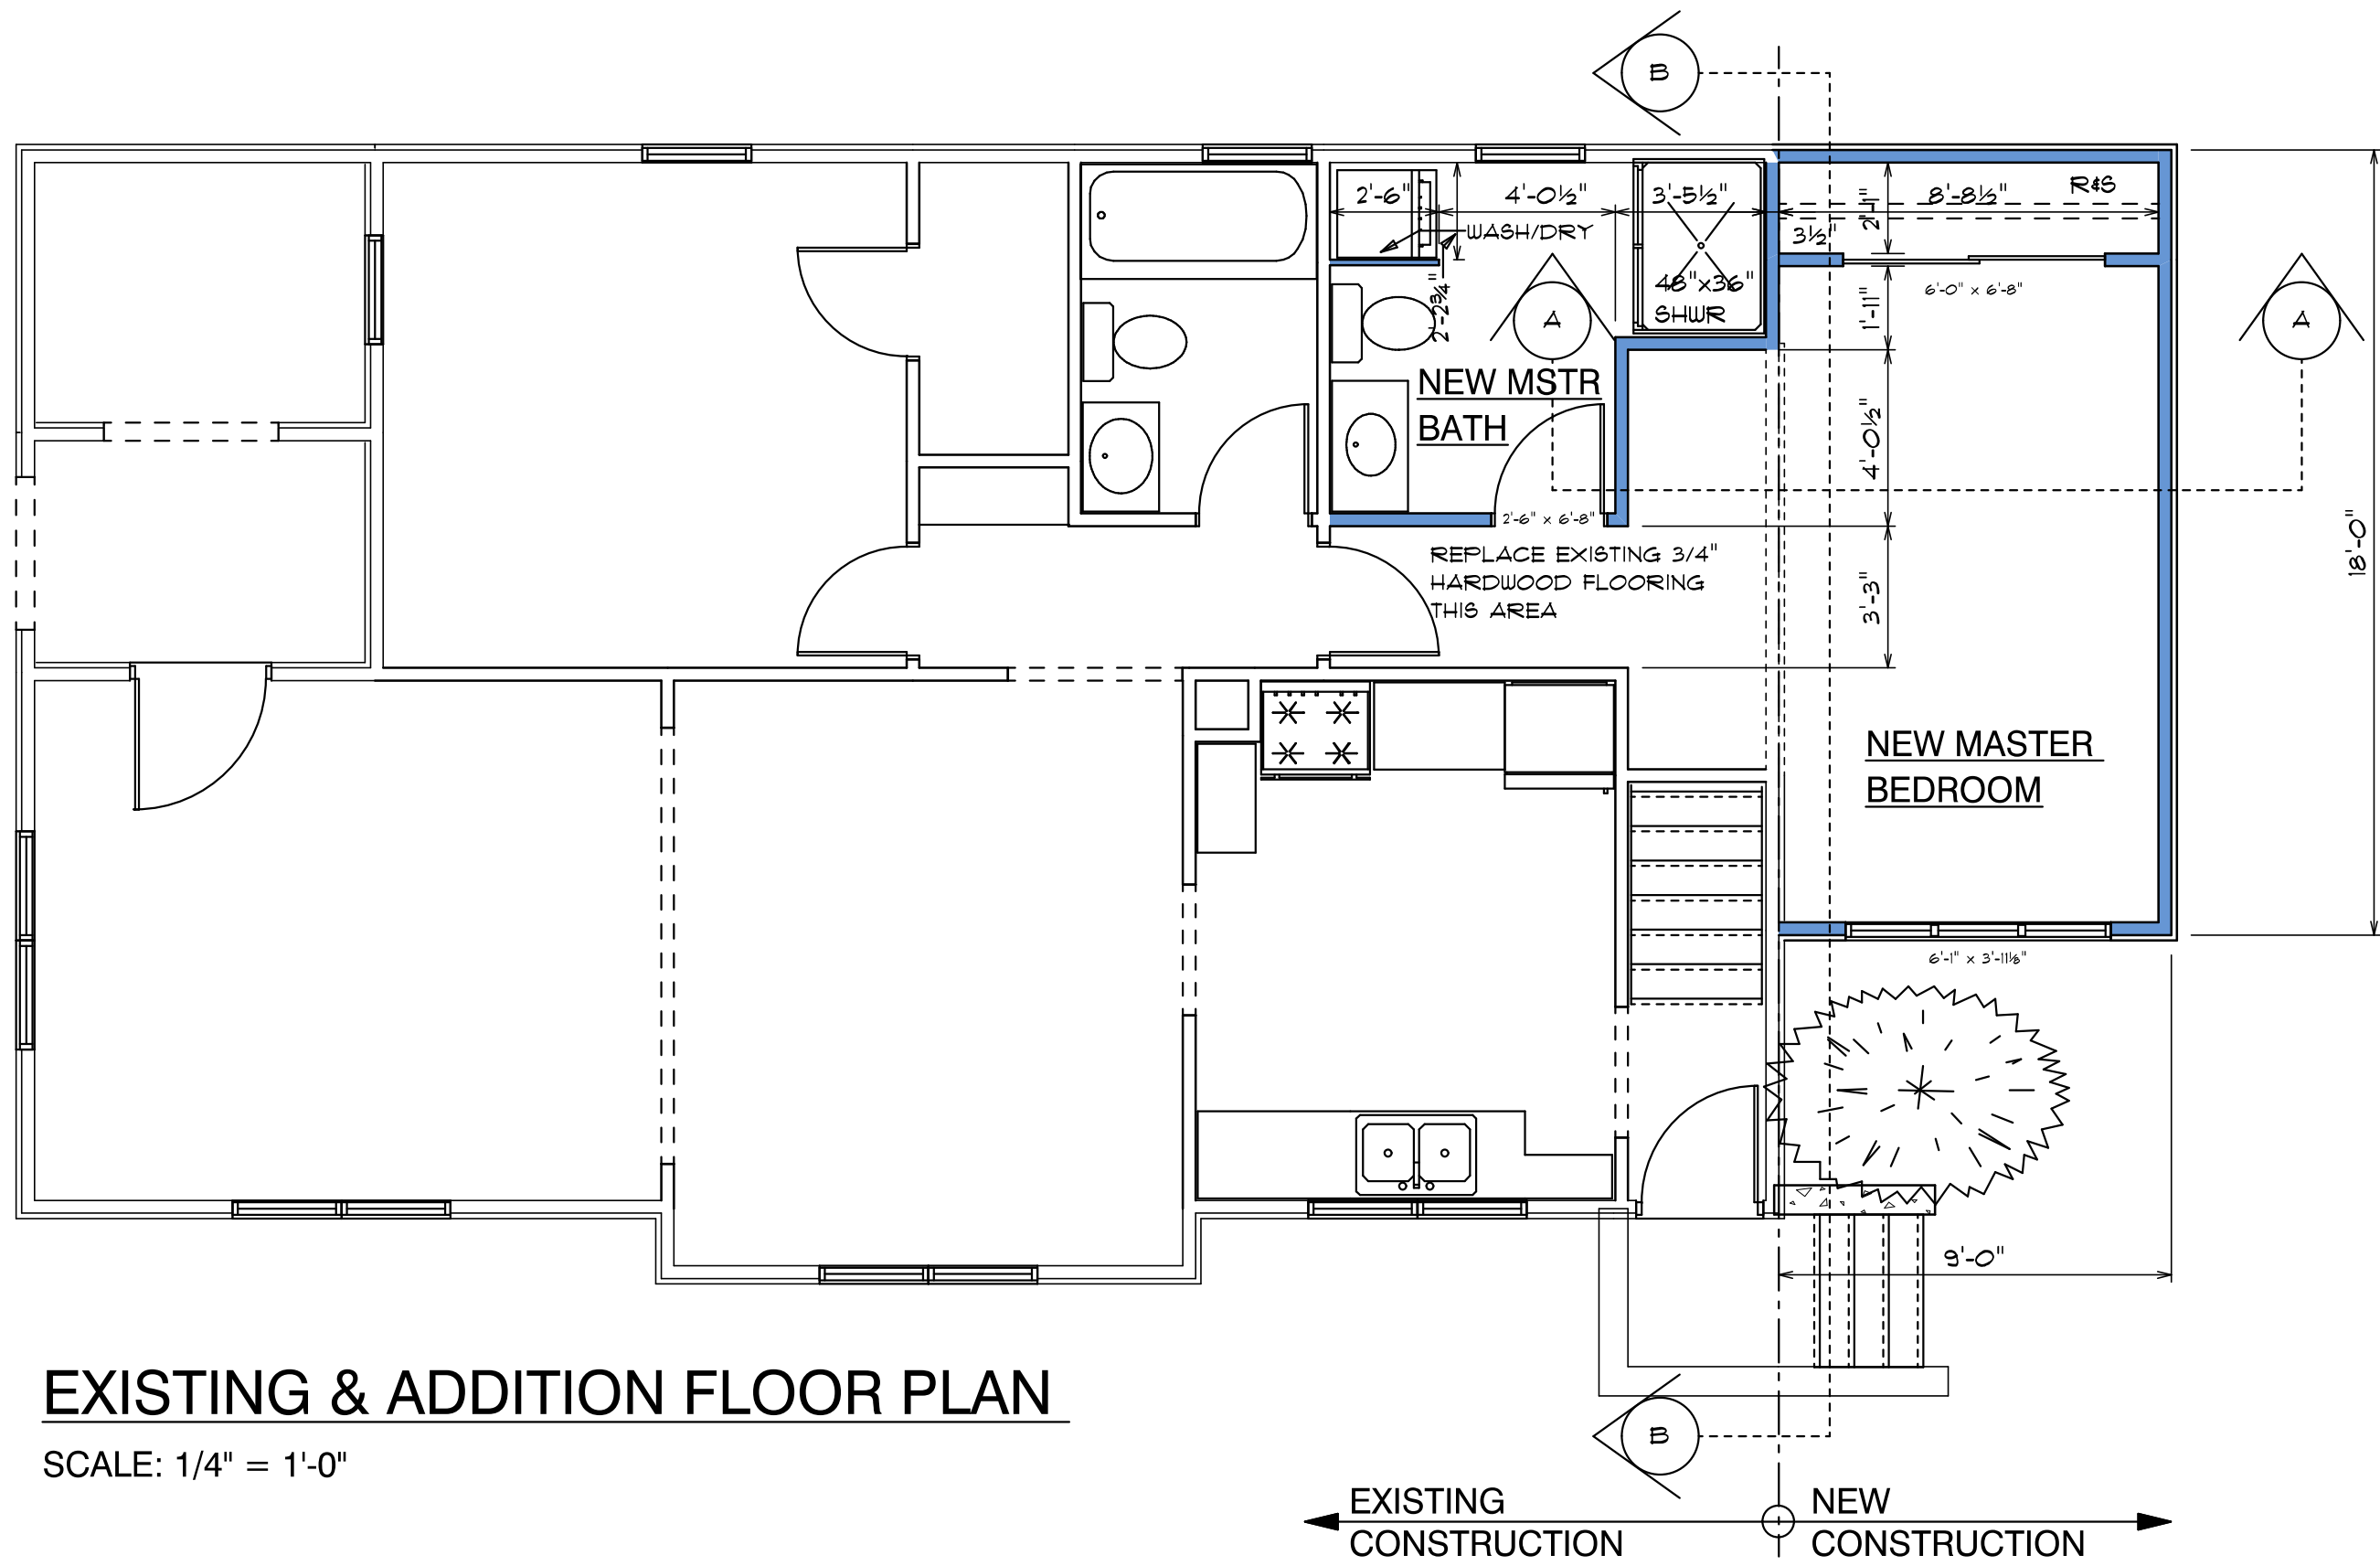 B
2'-6"
4'-0½"
3'-5½"
2'-1"
8'-8½"
R&S
WASH/DRY
3½"
48"x36"
SHWR
2'-2¾"
6'-0" x 6'-8"
1'-11"
A
A
NEW MSTR
BATH
4'-0½"
2'-6" x 6'-8"
REPLACE EXISTING 3/4"
HARDWOOD FLOORING
THIS AREA
3'-3"
18'-0"
NEW MASTER
BEDROOM
6'-1" x 3'-11⅛"
9'-0"
EXISTING & ADDITION FLOOR PLAN
SCALE: 1/4" = 1'-0"
B
EXISTING
CONSTRUCTION
NEW
CONSTRUCTION